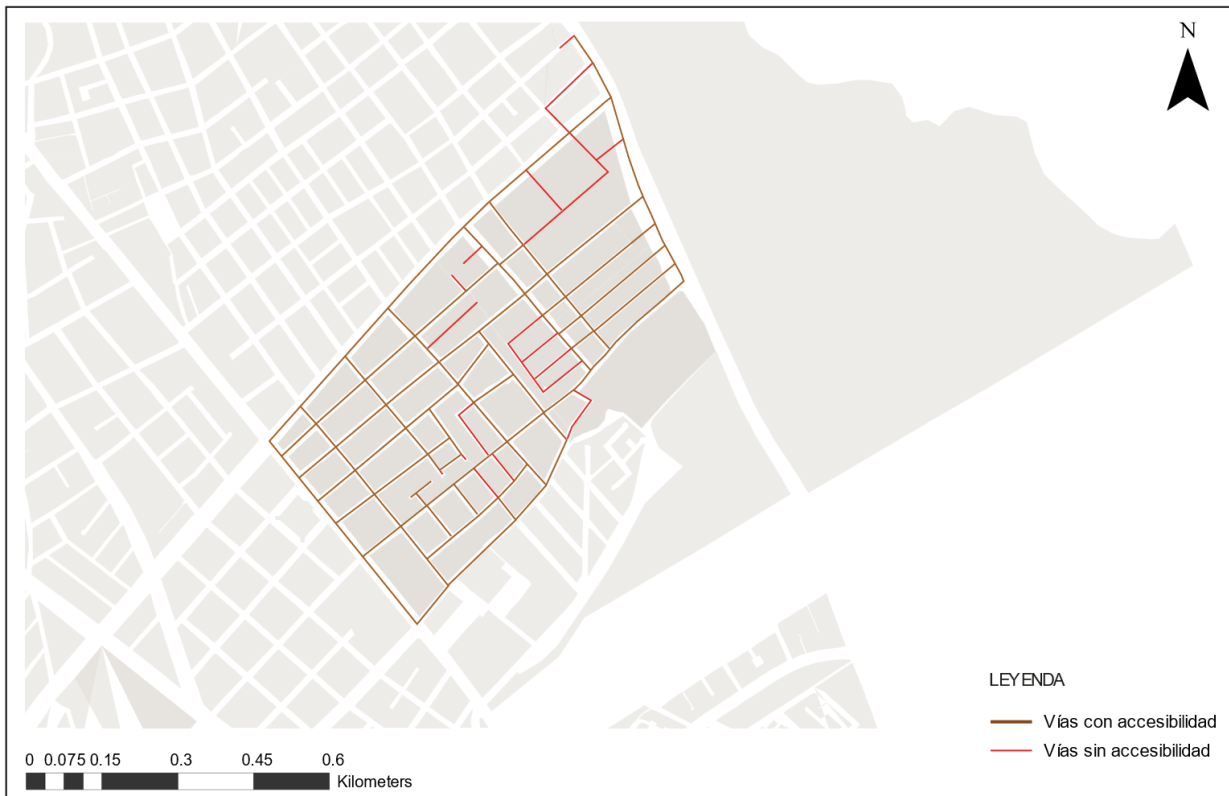 N
LEYENDA
Vías con accesibilidad
Vías sin accesibilidad
0 0.075 0.15 0.3 0.45 0.6
Kilometers